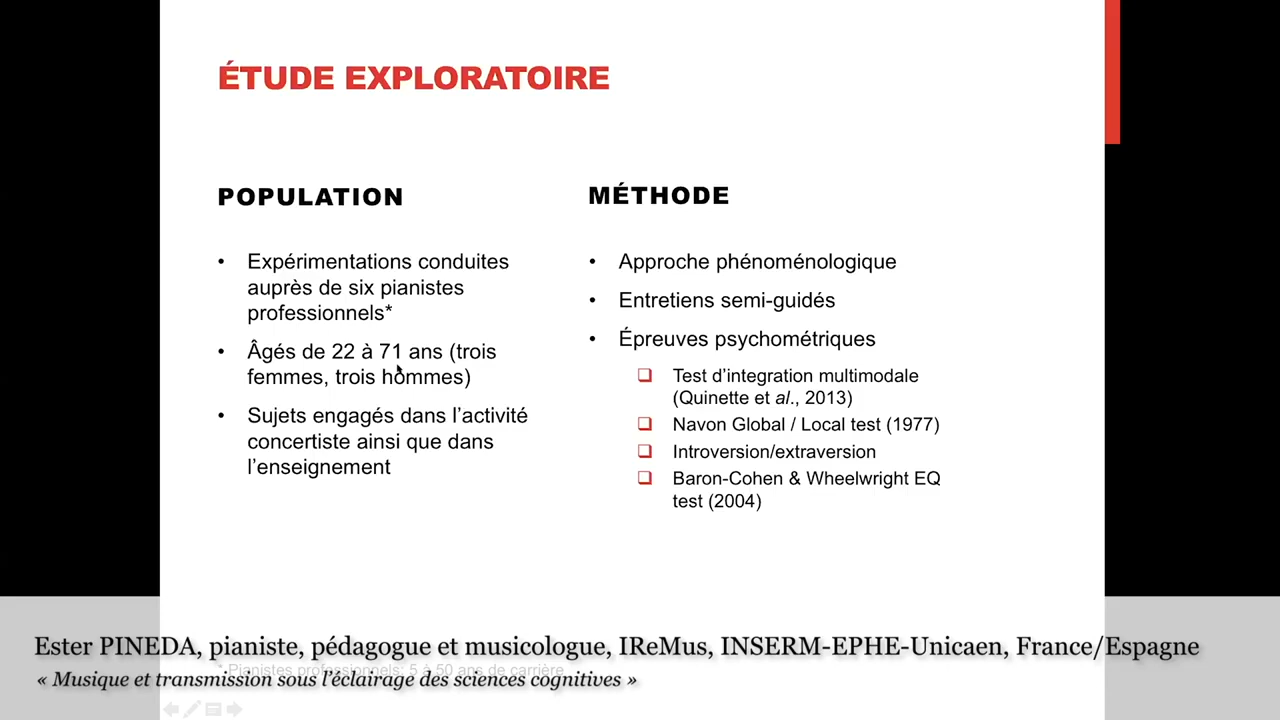 ÉTUDE EXPLORATOIRE
POPULATION
• Expérimentations conduites
auprès de six pianistes
professionnels*
• Âgés de 22 à 71 ans (trois
femmes, trois hommes)
• Sujets engagés dans l’activité
concertiste ainsi que dans
l’enseignement
MÉTHODE
• Approche phénoménologique
• Entretiens semi-guidés
• Épreuves psychométriques
❑ Test d’integration multimodale
(Quinette et al., 2013)
❑ Navon Global / Local test (1977)
❑ Introversion/extraversion
❑ Baron-Cohen & Wheelwright EQ
test (2004)
Ester PINEDA, pianiste, pédagogue et musicologue, IReMus, INSERM-EPHE-Unicaen, France/Espagne
* Pianistes professionnels: 5 à 50 ans de carrière
« Musique et transmission sous l’éclairage des sciences cognitives »